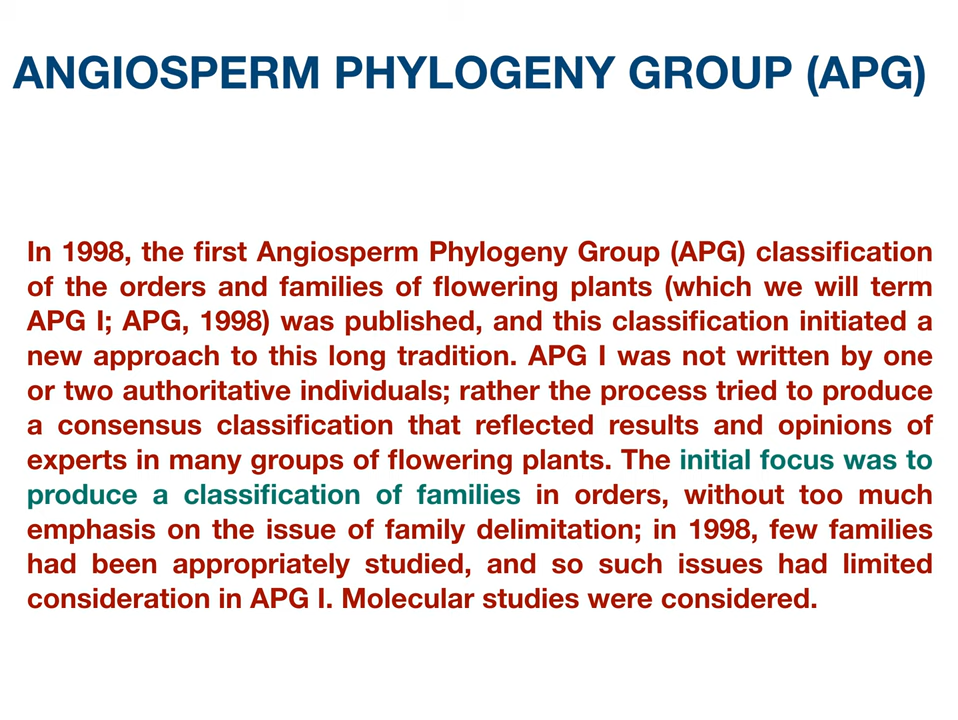 ANGIOSPERM PHYLOGENY GROUP (APG)
In 1998, the first Angiosperm Phylogeny Group (APG) classification
of the orders and families of flowering plants (which we will term
APG I; APG, 1998) was published, and this classification initiated a
new approach to this long tradition. APG I was not written by one
or two authoritative individuals; rather the process tried to produce
a consensus classification that reflected results and opinions of
experts in many groups of flowering plants. The initial focus was to
produce a classification of families in orders, without too much
emphasis on the issue of family delimitation; in 1998, few families
had been appropriately studied, and so such issues had limited
consideration in APG I. Molecular studies were considered.